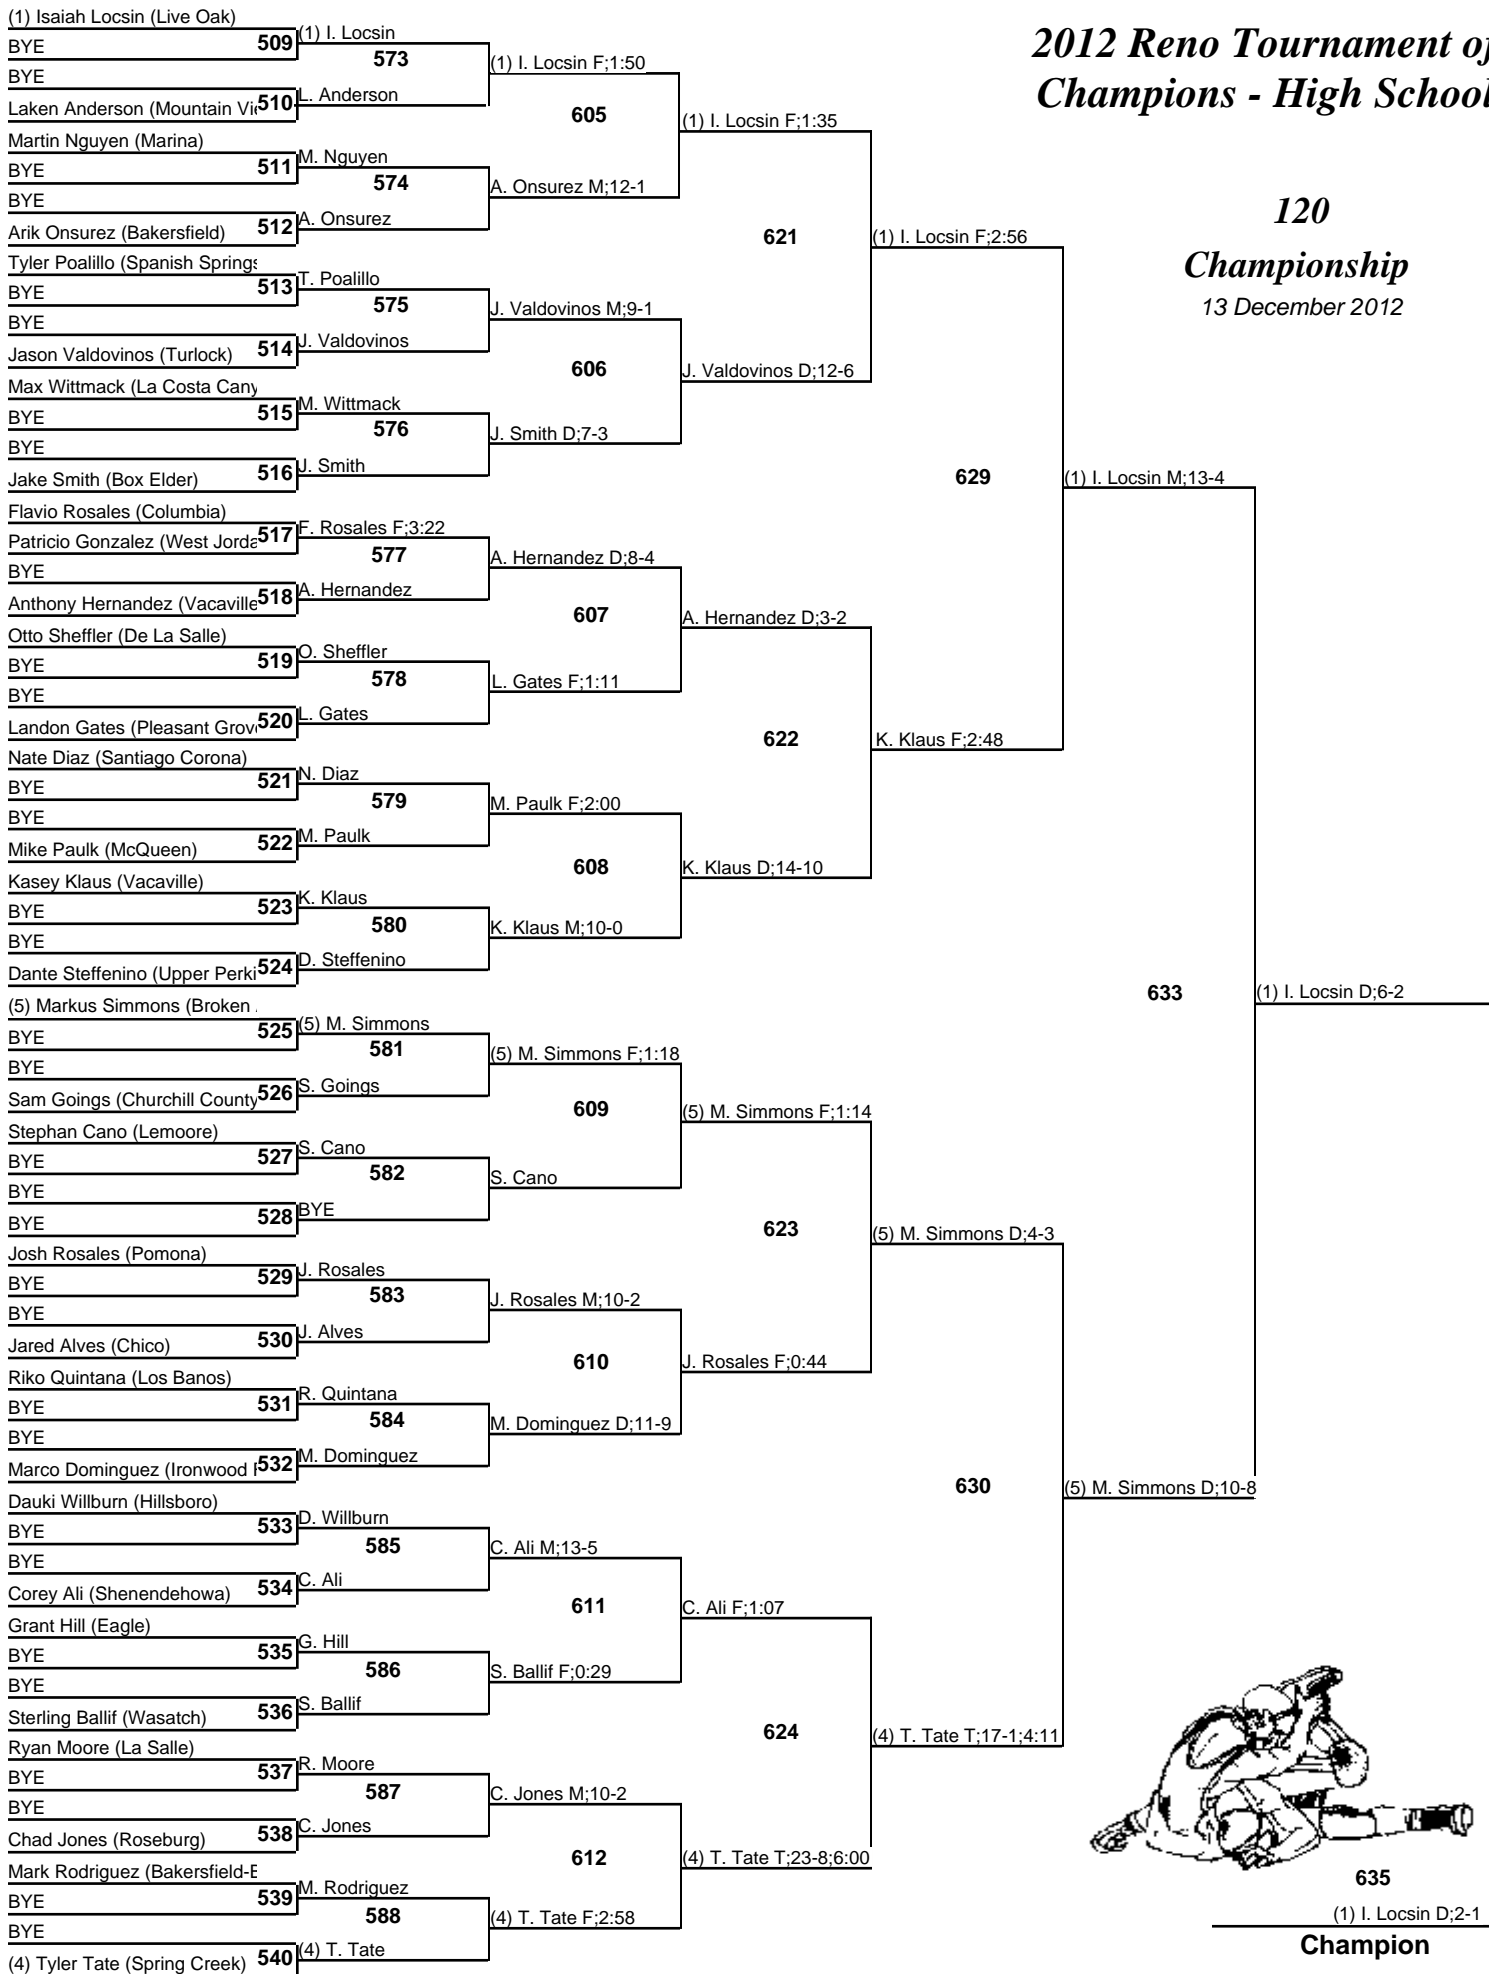 2012 Reno Tournament of
Champions - High School
120
Championship
13 December 2012
(1) Isaiah Locsin (Live Oak)
BYE
509
BYE
Laken Anderson (Mountain Vi
510
Martin Nguyen (Marina)
BYE
511
BYE
Arik Onsurez (Bakersfield)
512
Tyler Poalillo (Spanish Springs
BYE
513
BYE
Jason Valdovinos (Turlock)
514
Max Wittmack (La Costa Cany
BYE
515
BYE
Jake Smith (Box Elder)
516
Flavio Rosales (Columbia)
Patricio Gonzalez (West Jorda
517
BYE
Anthony Hernandez (Vacaville
518
Otto Sheffler (De La Salle)
BYE
519
BYE
Landon Gates (Pleasant Grov
520
Nate Diaz (Santiago Corona)
BYE
521
BYE
Mike Paulk (McQueen)
522
Kasey Klaus (Vacaville)
BYE
523
BYE
Dante Steffenino (Upper Perki
524
(5) Markus Simmons (Broken
BYE
525
BYE
Sam Goings (Churchill County
526
Stephan Cano (Lemoore)
BYE
527
BYE
BYE
528
Josh Rosales (Pomona)
BYE
529
BYE
Jared Alves (Chico)
530
Riko Quintana (Los Banos)
BYE
531
BYE
Marco Dominguez (Ironwood
532
Dauki Willburn (Hillsboro)
BYE
533
BYE
Corey Ali (Shenendehowa)
534
Grant Hill (Eagle)
BYE
535
BYE
Sterling Ballif (Wasatch)
536
Ryan Moore (La Salle)
BYE
537
BYE
Chad Jones (Roseburg)
538
Mark Rodriguez (Bakersfield-E
BYE
539
BYE
(4) Tyler Tate (Spring Creek)
540
(1) I. Locsin
573
L. Anderson
M. Nguyen
574
A. Onsurez
T. Poalillo
575
J. Valdovinos
M. Wittmack
576
J. Smith
F. Rosales F;3:22
577
A. Hernandez
O. Sheffler
578
L. Gates
N. Diaz
579
M. Paulk
K. Klaus
580
D. Steffenino
(5) M. Simmons
581
S. Goings
S. Cano
582
BYE
J. Rosales
583
J. Alves
R. Quintana
584
M. Dominguez
D. Willburn
585
C. Ali
G. Hill
586
S. Ballif
R. Moore
587
C. Jones
M. Rodriguez
588
(4) T. Tate
(1) I. Locsin F;1:50
605
A. Onsurez M;12-1
J. Valdovinos M;9-1
606
J. Smith D;7-3
A. Hernandez D;8-4
607
L. Gates F;1:11
M. Paulk F;2:00
608
K. Klaus M;10-0
(5) M. Simmons F;1:18
609
S. Cano
J. Rosales M;10-2
610
M. Dominguez D;11-9
C. Ali M;13-5
611
S. Ballif F;0:29
C. Jones M;10-2
612
(4) T. Tate F;2:58
(1) I. Locsin F;1:35
621
J. Valdovinos D;12-6
A. Hernandez D;3-2
622
K. Klaus D;14-10
(5) M. Simmons F;1:14
623
J. Rosales F;0:44
C. Ali F;1:07
624
(4) T. Tate T;23-8;6:00
(1) I. Locsin F;2:56
629
K. Klaus F;2:48
(5) M. Simmons D;4-3
630
(4) T. Tate T;17-1;4:11
(1) I. Locsin M;13-4
633
(5) M. Simmons D;10-8
(1) I. Locsin D;6-2
635
(1) I. Locsin D;2-1
Champion